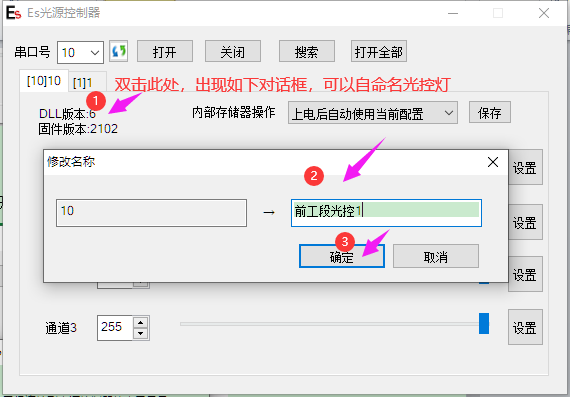 Es Es光源控制器
串口号 10 打开 关闭 搜索 打开全部
[10]10 [1]1
双击此处，出现如下对话框，可以自命名光控灯
1
DLL版本:6 内部存储器操作 上电后自动使用当前配置 保存
固件版本:2102
修改名称
设置
2
10 → 前工段光控1
设置
3
确定 取消
设置
通道3 255 设置